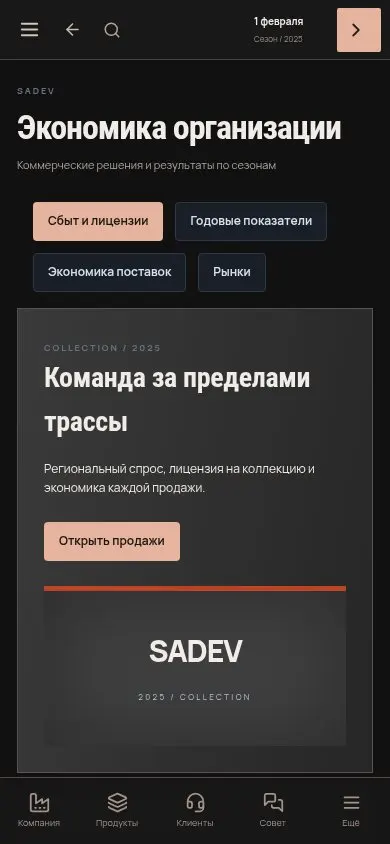 1 февраля
Сезон / 2025
SADEV
Экономика организации
Коммерческие решения и результаты по сезонам
Сбыт и лицензии
Годовые показатели
Экономика поставок
Рынки
COLLECTION / 2025
Команда за пределами
трассы
Региональный спрос, лицензия на коллекцию и
экономика каждой продажи.
Открыть продажи
SADEV
2025 / COLLECTION
Компания
Продукты
Клиенты
Совет
Ещё